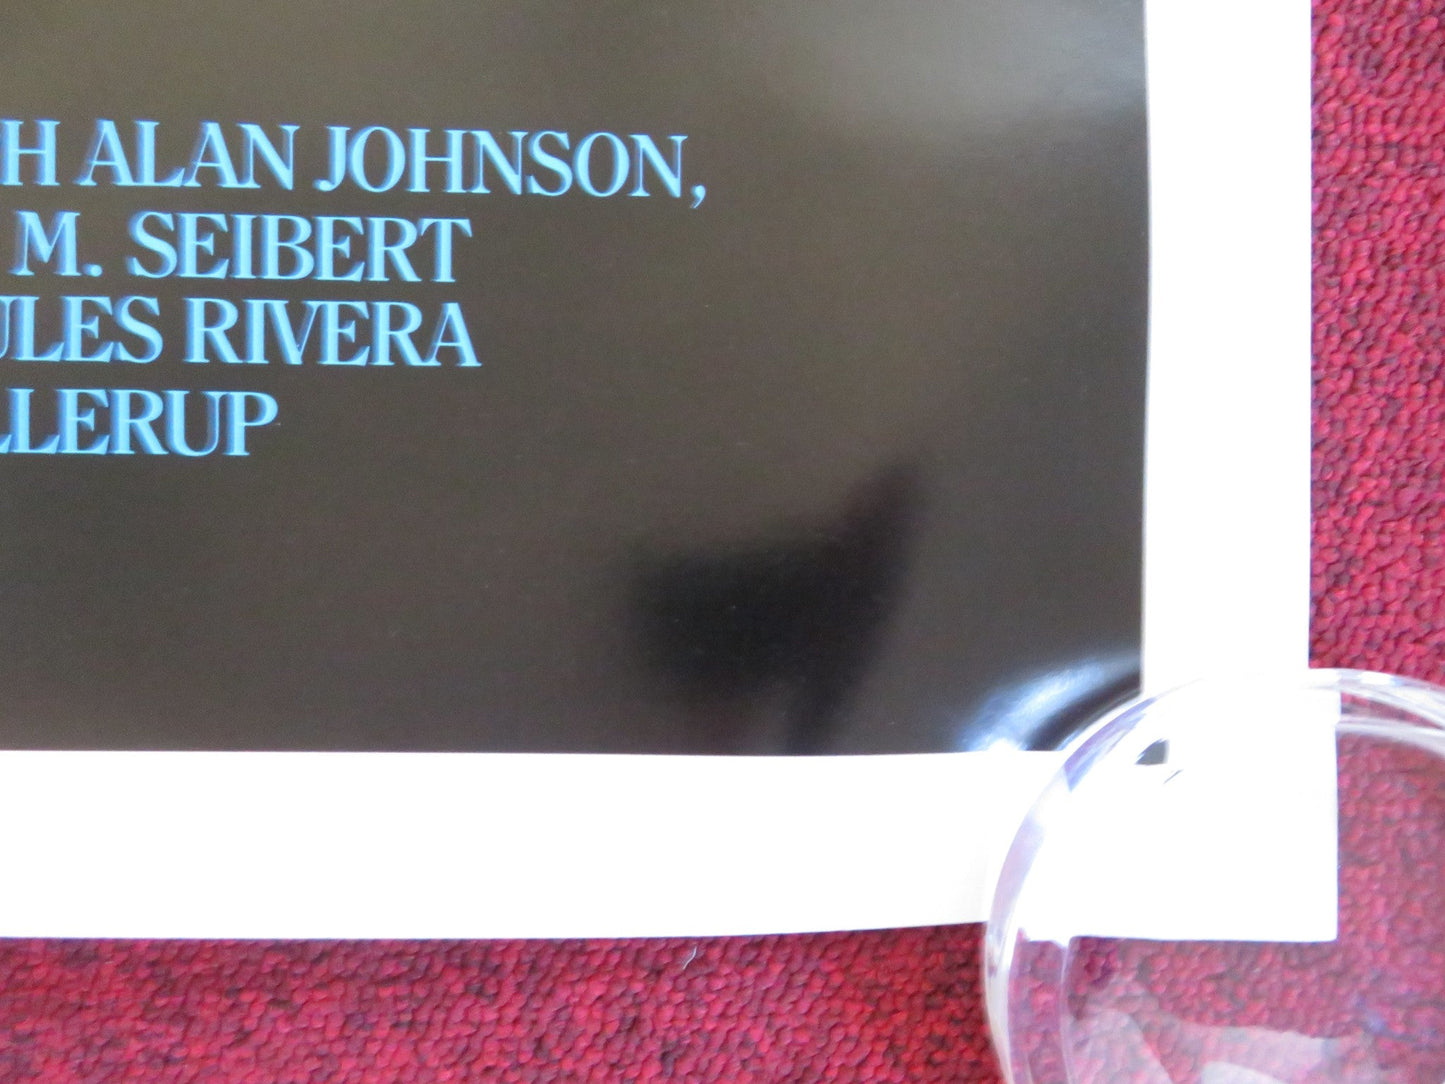 H ALAN JOHNSON,
M. SEIBERT
ULES RIVERA
LLERUP